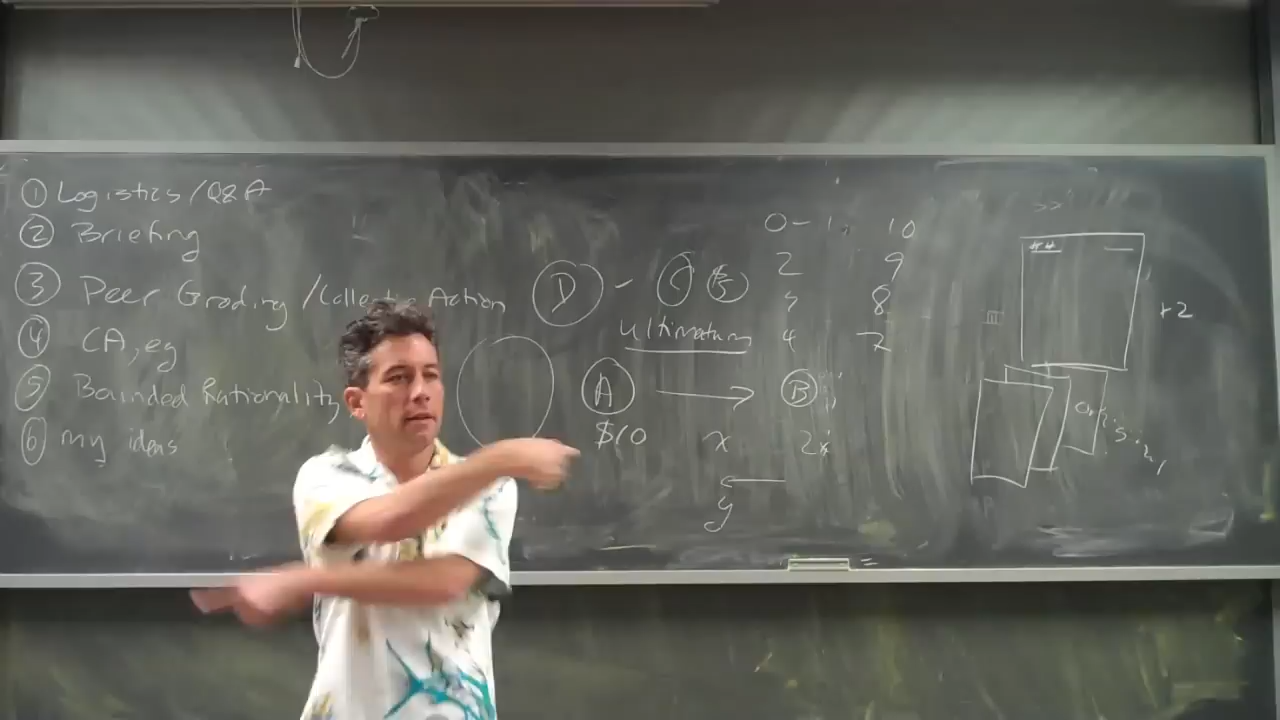 ① Logistics/Q&A
② Briefing
③ Peer Grading/Collective Action
④ CA, eg
⑤ Bounded Rationality
⑥ my ideas
D - C
ultimatum
A → B
$10 x 2x
y
0-1 10
2 9
3 8
4 7
+2